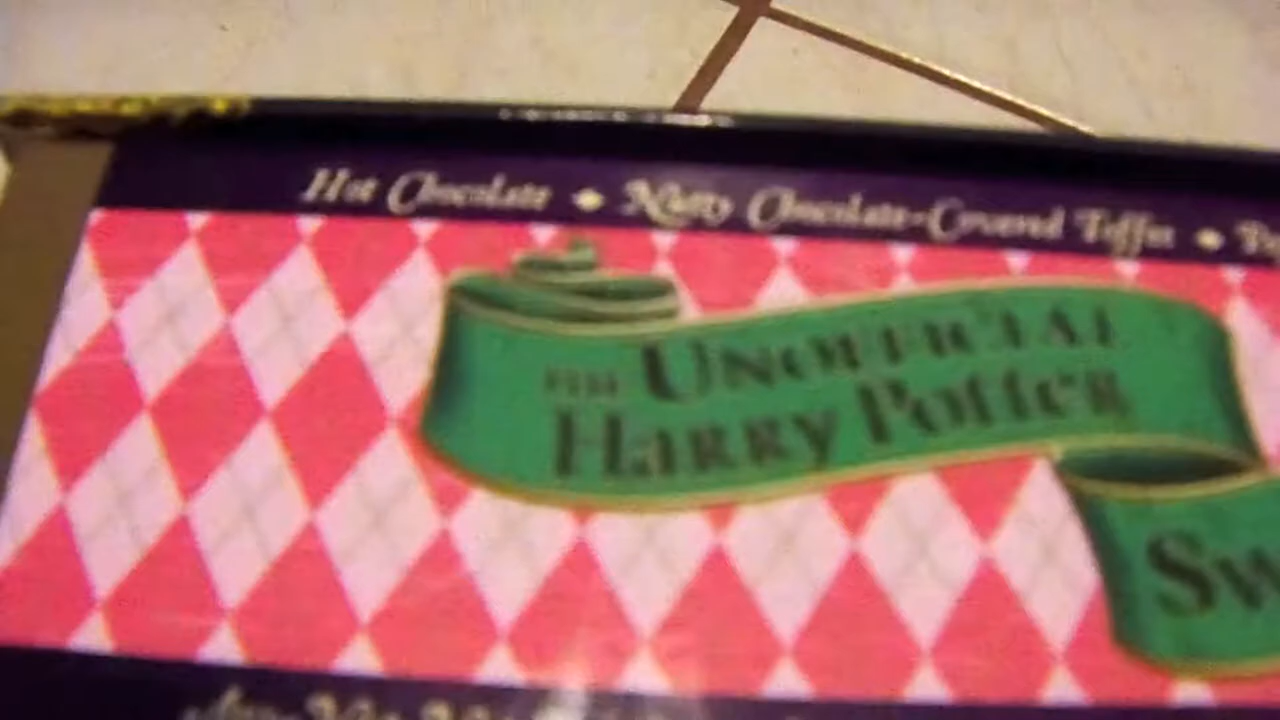 Hot Chocolate ◆ Nutty Chocolate-Covered Toffee ◆
THE UNOFFICIAL
Harry Potter
Sw